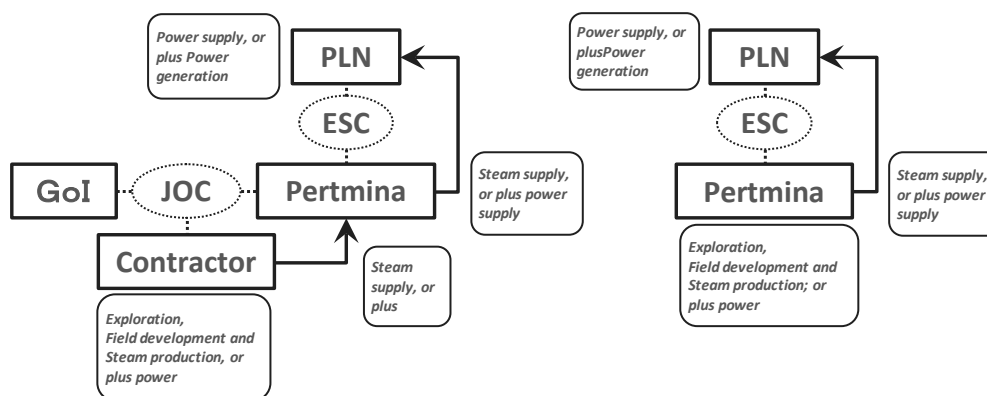 Power supply, or
plus Power
generation
PLN
ESC
GoI
JOC
Pertmina
Steam supply,
or plus power
supply
Contractor
Steam
supply, or
plus
Exploration,
Field development and
Steam production, or
plus power
Power supply, or
plusPower
generation
PLN
ESC
Pertmina
Steam supply,
or plus power
supply
Exploration,
Field development and
Steam production; or
plus power